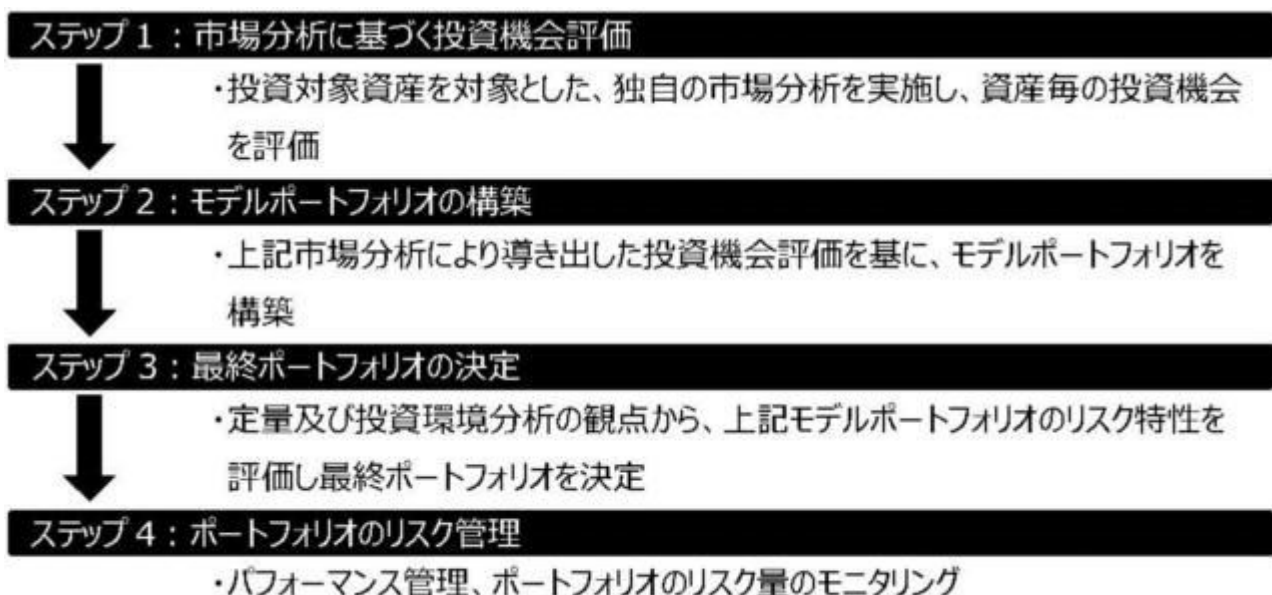 ステップ1：市場分析に基づく投資機会評価
・投資対象資産を対象とした、独自の市場分析を実施し、資産毎の投資機会
を評価
ステップ2：モデルポートフォリオの構築
・上記市場分析により導き出した投資機会評価を基に、モデルポートフォリオを
構築
ステップ3：最終ポートフォリオの決定
・定量及び投資環境分析の観点から、上記モデルポートフォリオのリスク特性を
評価し最終ポートフォリオを決定
ステップ4：ポートフォリオのリスク管理
・パフォーマンス管理、ポートフォリオのリスク量のモニタリング